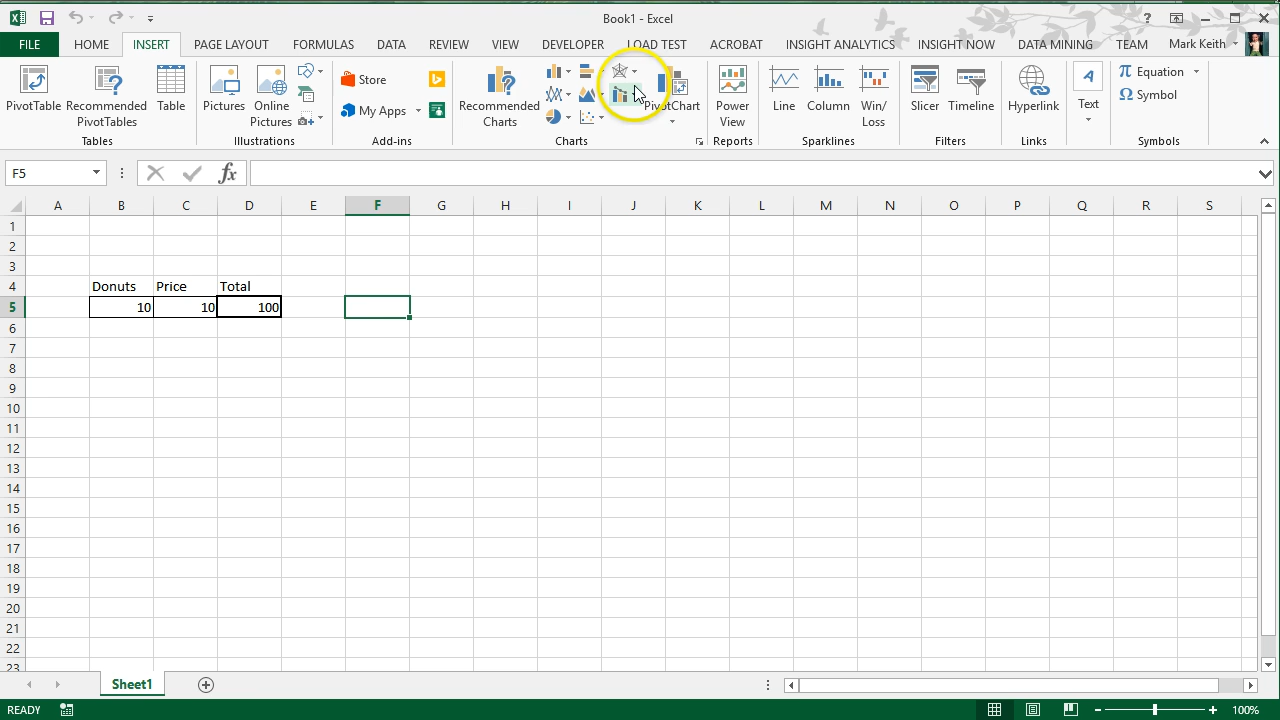 Book1 - Excel
FILE HOME INSERT PAGE LAYOUT FORMULAS DATA REVIEW VIEW DEVELOPER LOAD TEST ACROBAT INSIGHT ANALYTICS INSIGHT NOW DATA MINING TEAM Mark Keith
PivotTable Recommended PivotTables Table
Pictures Online Pictures
Store
My Apps
Recommended Charts
PivotChart
Power View
Line Column Win/Loss
Slicer Timeline
Hyperlink
Text
π Equation
Ω Symbol
Tables Illustrations Add-ins Charts Reports Sparklines Filters Links Symbols
F5 fx
A B C D E F G H I J K L M N O P Q R S
1
2
3
4 Donuts Price Total
5 10 10 100
6
7
8
9
10
11
12
13
14
15
16
17
18
19
20
21
22
23
Sheet1
READY 100%